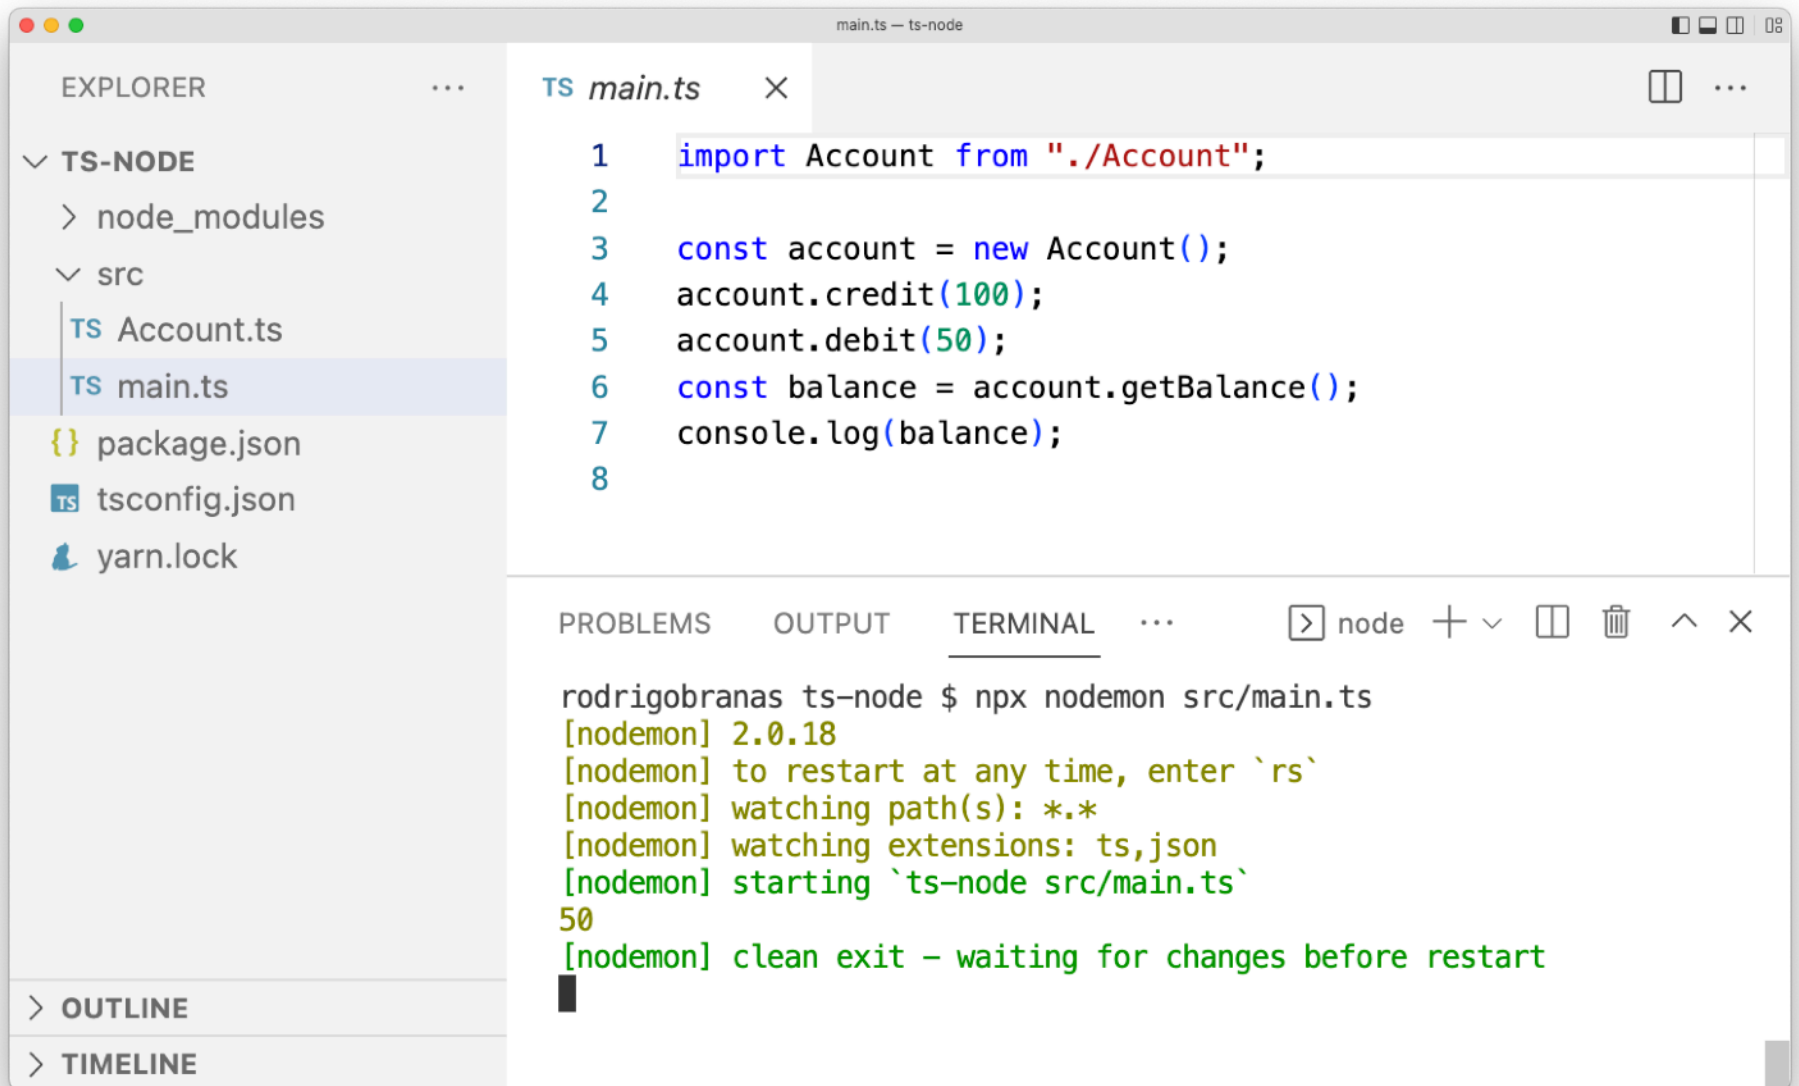 main.ts — ts-node
EXPLORER
TS-NODE
node_modules
src
TS Account.ts
TS main.ts
{} package.json
TS tsconfig.json
yarn.lock
OUTLINE
TIMELINE
TS main.ts
1 import Account from "./Account";
2
3 const account = new Account();
4 account.credit(100);
5 account.debit(50);
6 const balance = account.getBalance();
7 console.log(balance);
8
PROBLEMS OUTPUT TERMINAL ··· node
rodrigobranas ts-node $ npx nodemon src/main.ts
[nodemon] 2.0.18
[nodemon] to restart at any time, enter `rs`
[nodemon] watching path(s): *.*
[nodemon] watching extensions: ts,json
[nodemon] starting `ts-node src/main.ts`
50
[nodemon] clean exit - waiting for changes before restart